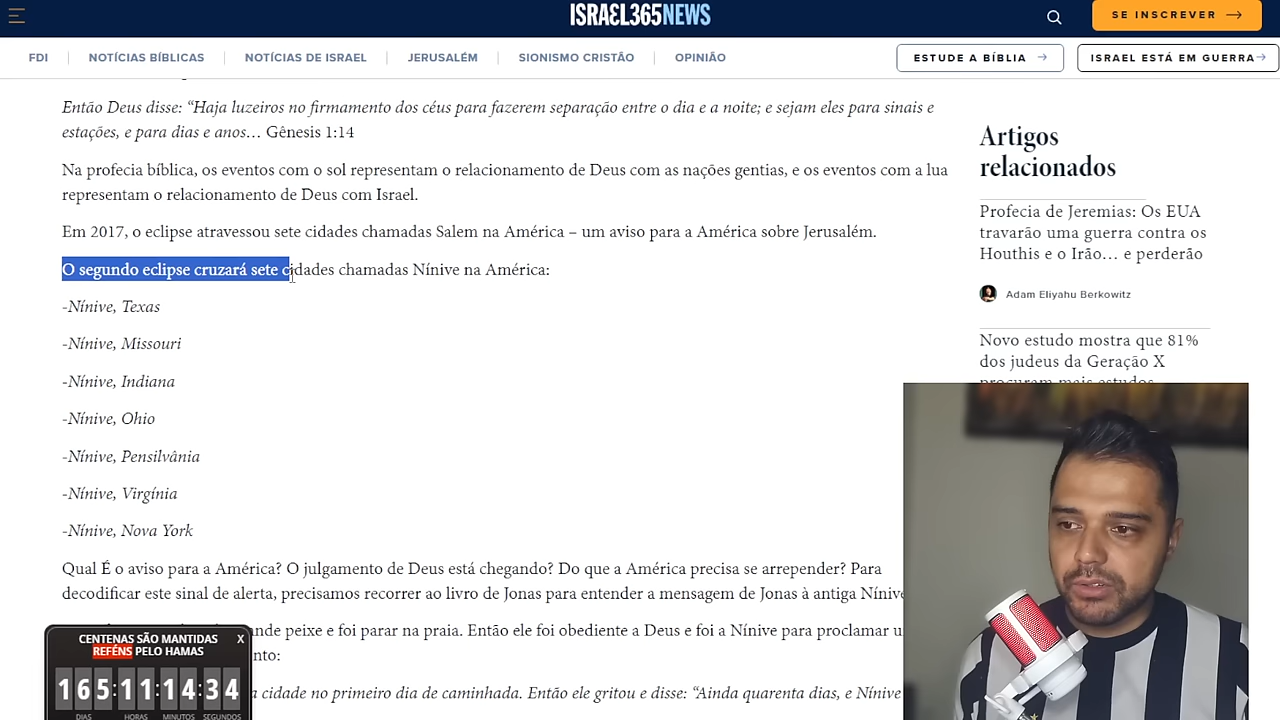 ISRAEL365NEWS
SE INSCREVER
FDI
NOTÍCIAS BÍBLICAS
NOTÍCIAS DE ISRAEL
JERUSALÉM
SIONISMO CRISTÃO
OPINIÃO
ESTUDE A BÍBLIA
ISRAEL ESTÁ EM GUERRA
Então Deus disse: “Haja luzeiros no firmamento dos céus para fazerem separação entre o dia e a noite; e sejam eles para sinais e
estações, e para dias e anos… Gênesis 1:14
Na profecia bíblica, os eventos com o sol representam o relacionamento de Deus com as nações gentias, e os eventos com a lua
representam o relacionamento de Deus com Israel.
Em 2017, o eclipse atravessou sete cidades chamadas Salem na América – um aviso para a América sobre Jerusalém.
O segundo eclipse cruzará sete cidades chamadas Nínive na América:
-Nínive, Texas
-Nínive, Missouri
-Nínive, Indiana
-Nínive, Ohio
-Nínive, Pensilvânia
-Nínive, Virgínia
-Nínive, Nova York
Qual É o aviso para a América? O julgamento de Deus está chegando? Do que a América precisa se arrepender? Para
decodificar este sinal de alerta, precisamos recorrer ao livro de Jonas para entender a mensagem de Jonas à antiga Nínive
peixe e foi parar na praia. Então ele foi obediente a Deus e foi a Nínive para proclamar
a cidade no primeiro dia de caminhada. Então ele gritou e disse: “Ainda quarenta dias, e Nínive
Artigos
relacionados
Profecia de Jeremias: Os EUA
travarão uma guerra contra os
Houthis e o Irão… e perderão
Adam Eliyahu Berkowitz
Novo estudo mostra que 81%
dos judeus da Geração X
procuram mais estudos
CENTENAS SÃO MANTIDAS X
REFÉNS PELO HAMAS
165:11:14:34
DIAS HORAS MINUTOS SEGUNDOS